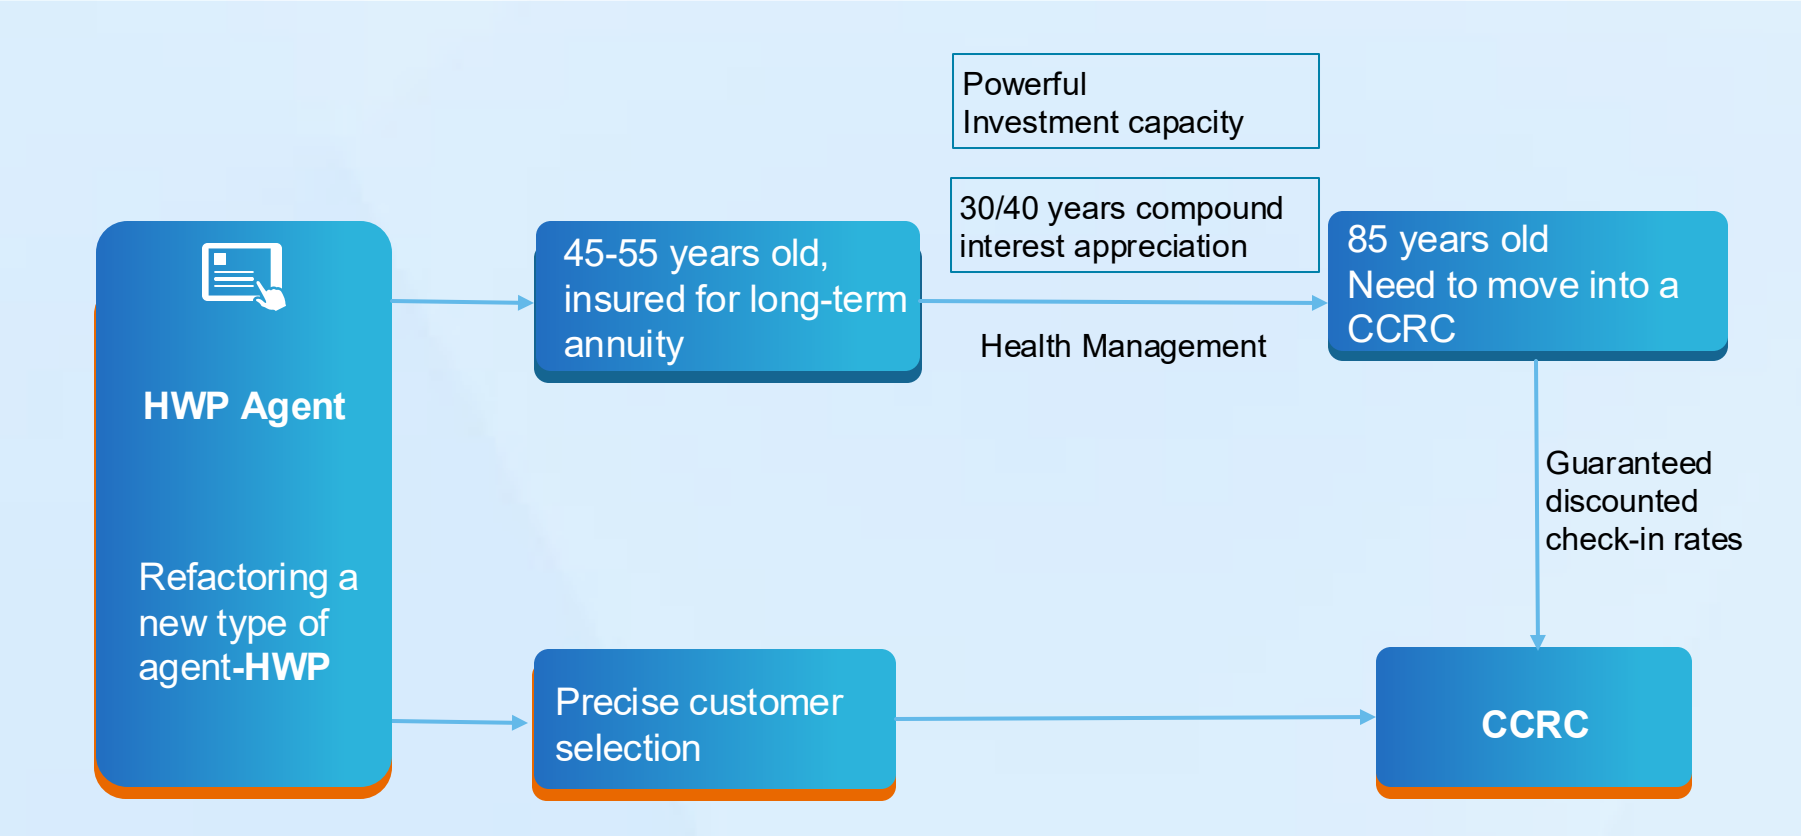 HWP Agent
Refactoring a
new type of
agent-HWP
45-55 years old,
insured for long-term
annuity
Powerful
Investment capacity
30/40 years compound
interest appreciation
Health Management
85 years old
Need to move into a
CCRC
Guaranteed
discounted
check-in rates
Precise customer
selection
CCRC